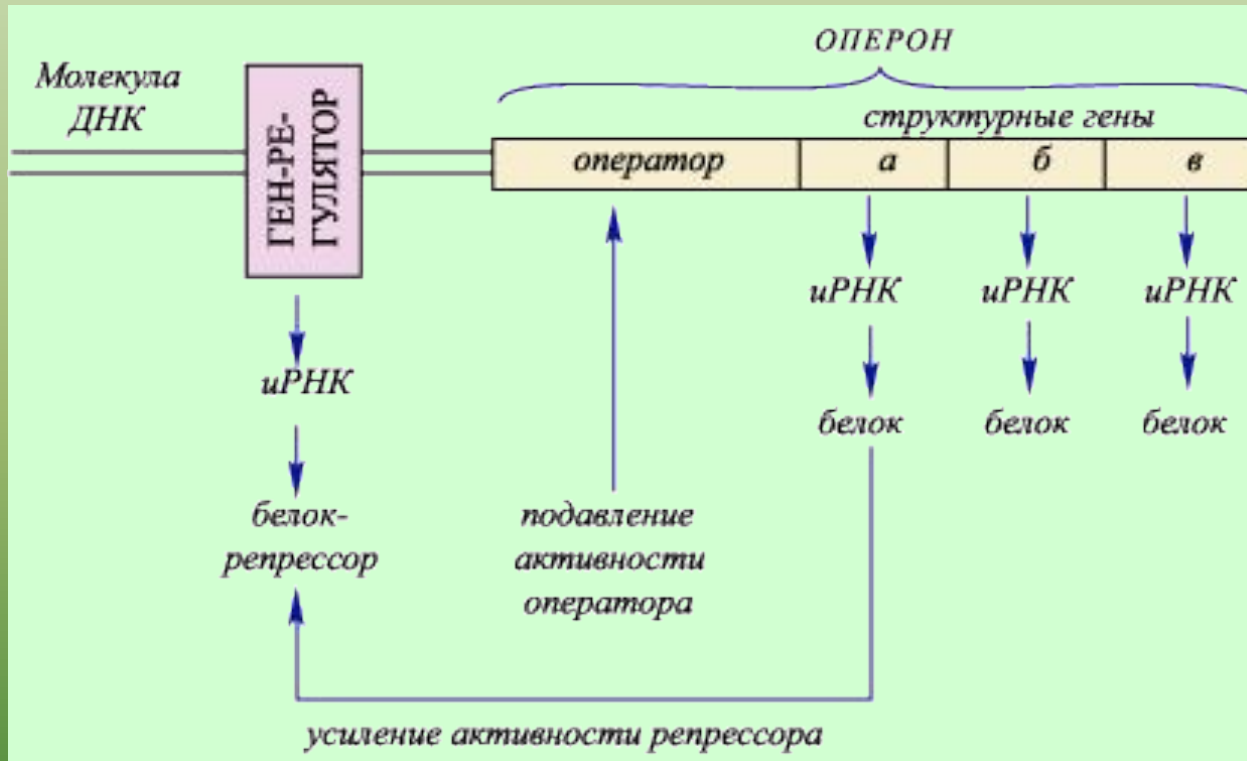 ОПЕРОН
Молекула
ДНК
ГЕН-РЕ-
ГУЛЯТОР
структурные гены
оператор
а
б
в
иРНК
иРНК
иРНК
иРНК
белок
белок
белок
белок-
репрессор
подавление
активности
оператора
усиление активности репрессора